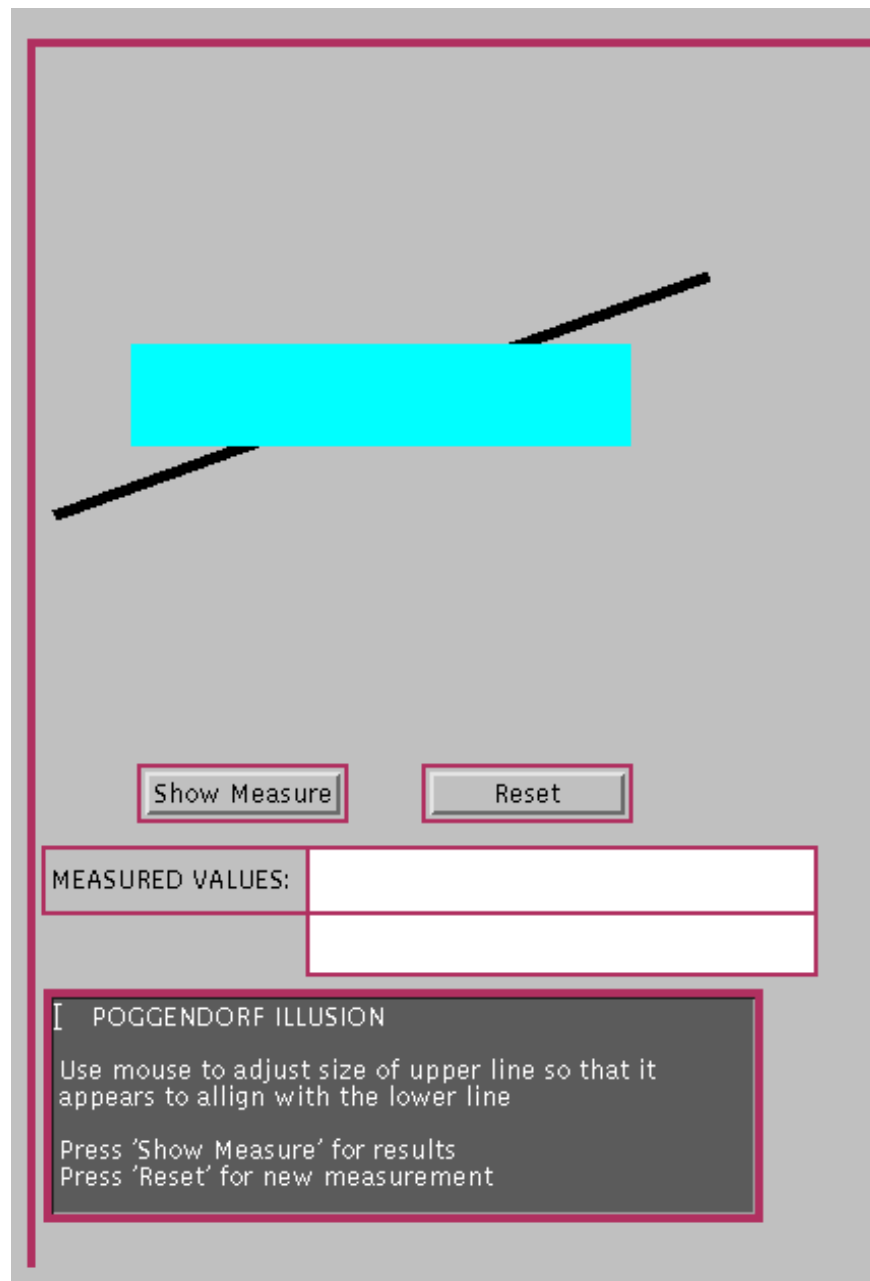 Show Measure
Reset
MEASURED VALUES:
POGGENDORF ILLUSION
Use mouse to adjust size of upper line so that it
appears to allign with the lower line
Press 'Show Measure' for results
Press 'Reset' for new measurement